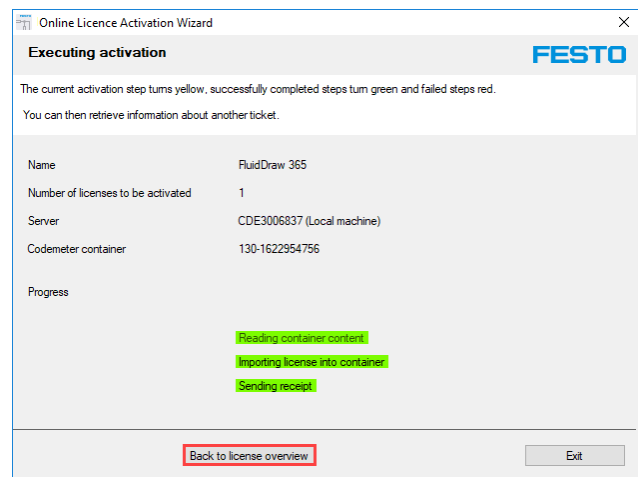 Online Licence Activation Wizard
Executing activation
FESTO
The current activation step turns yellow, successfully completed steps turn green and failed steps red.
You can then retrieve information about another ticket.
Name FluidDraw 365
Number of licenses to be activated 1
Server CDE3006837 (Local machine)
Codemeter container 130-1622954756
Progress
Reading container content
Importing license into container
Sending receipt
Back to license overview
Exit